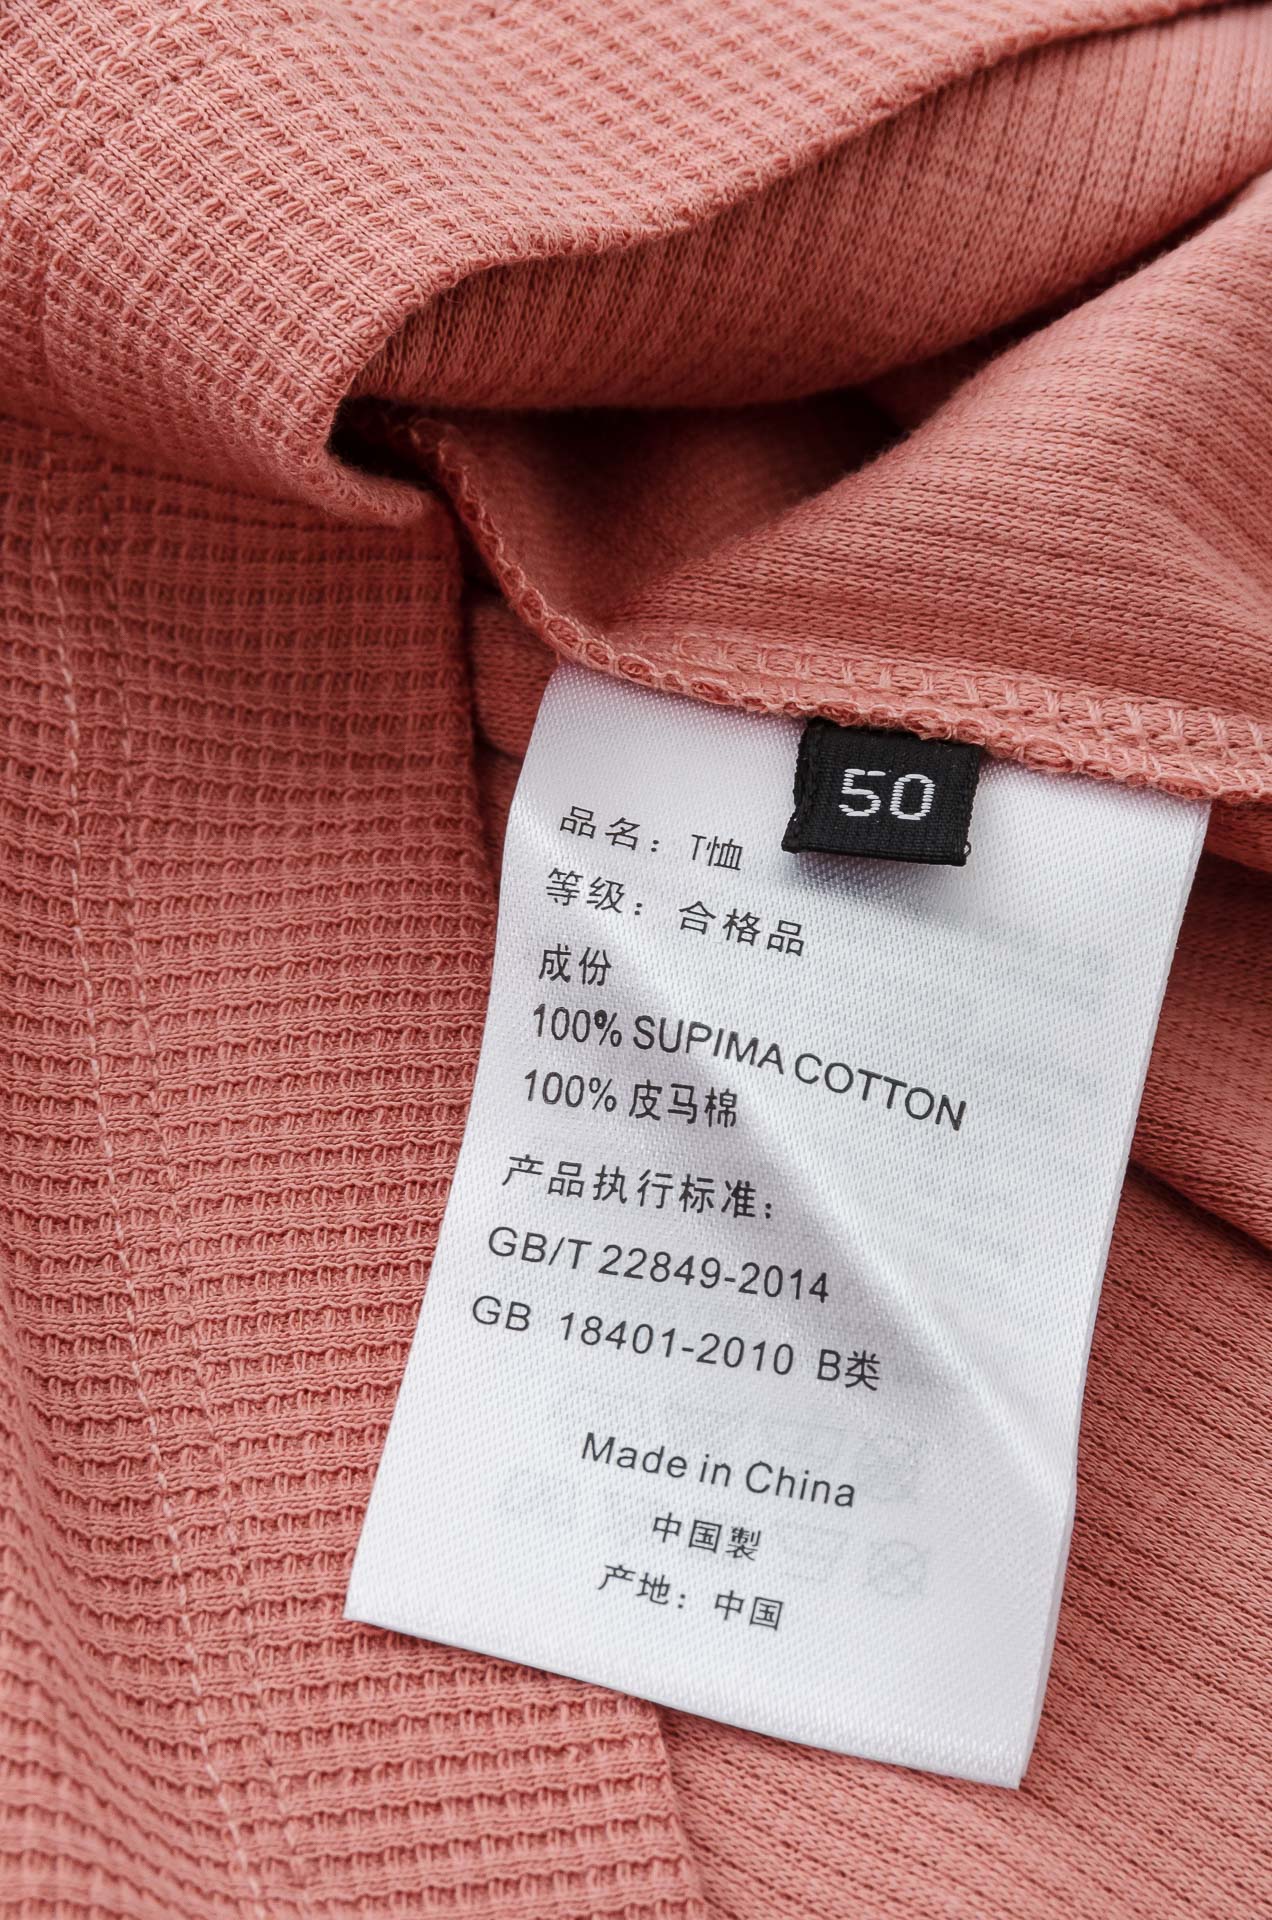 50
品名：T恤
等级：合格品
成份
100% SUPIMA COTTON
100% 皮马棉
产品执行标准：
GB/T 22849-2014
GB 18401-2010 B类
Made in China
中国製
产地：中国